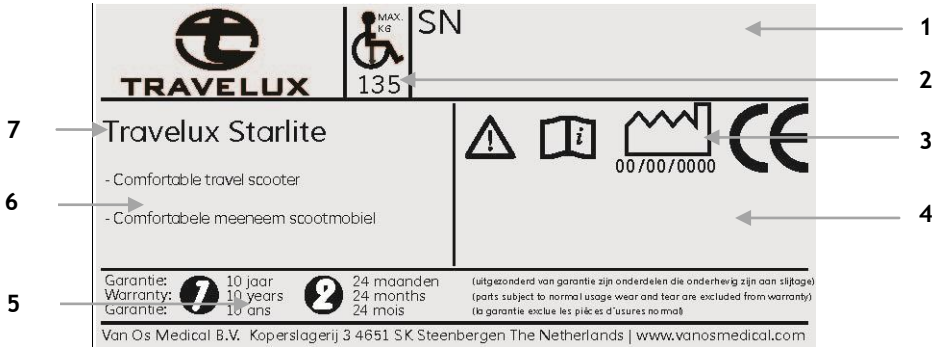 TRAVELUX
MAX.
KG
135
SN
1
2
7
Travelux Starlite
i
00/00/0000
CE
3
6
- Comfortable travel scooter
- Comfortabele meeneem scootmobiel
4
5
Garantie:
Warranty:
Garantie:
1
10 jaar
10 years
10 ans
2
24 maanden
24 months
24 mois
(uitgezonderd van garantie zijn onderdelen die onderhevig zijn aan slijtage)
(parts subject to normal usage wear and tear are excluded from warranty)
(la garantie exclue les pièces d'usures normal)
Van Os Medical B.V. Koperslagerij 3 4651 SK Steenbergen The Netherlands | www.vanosmedical.com